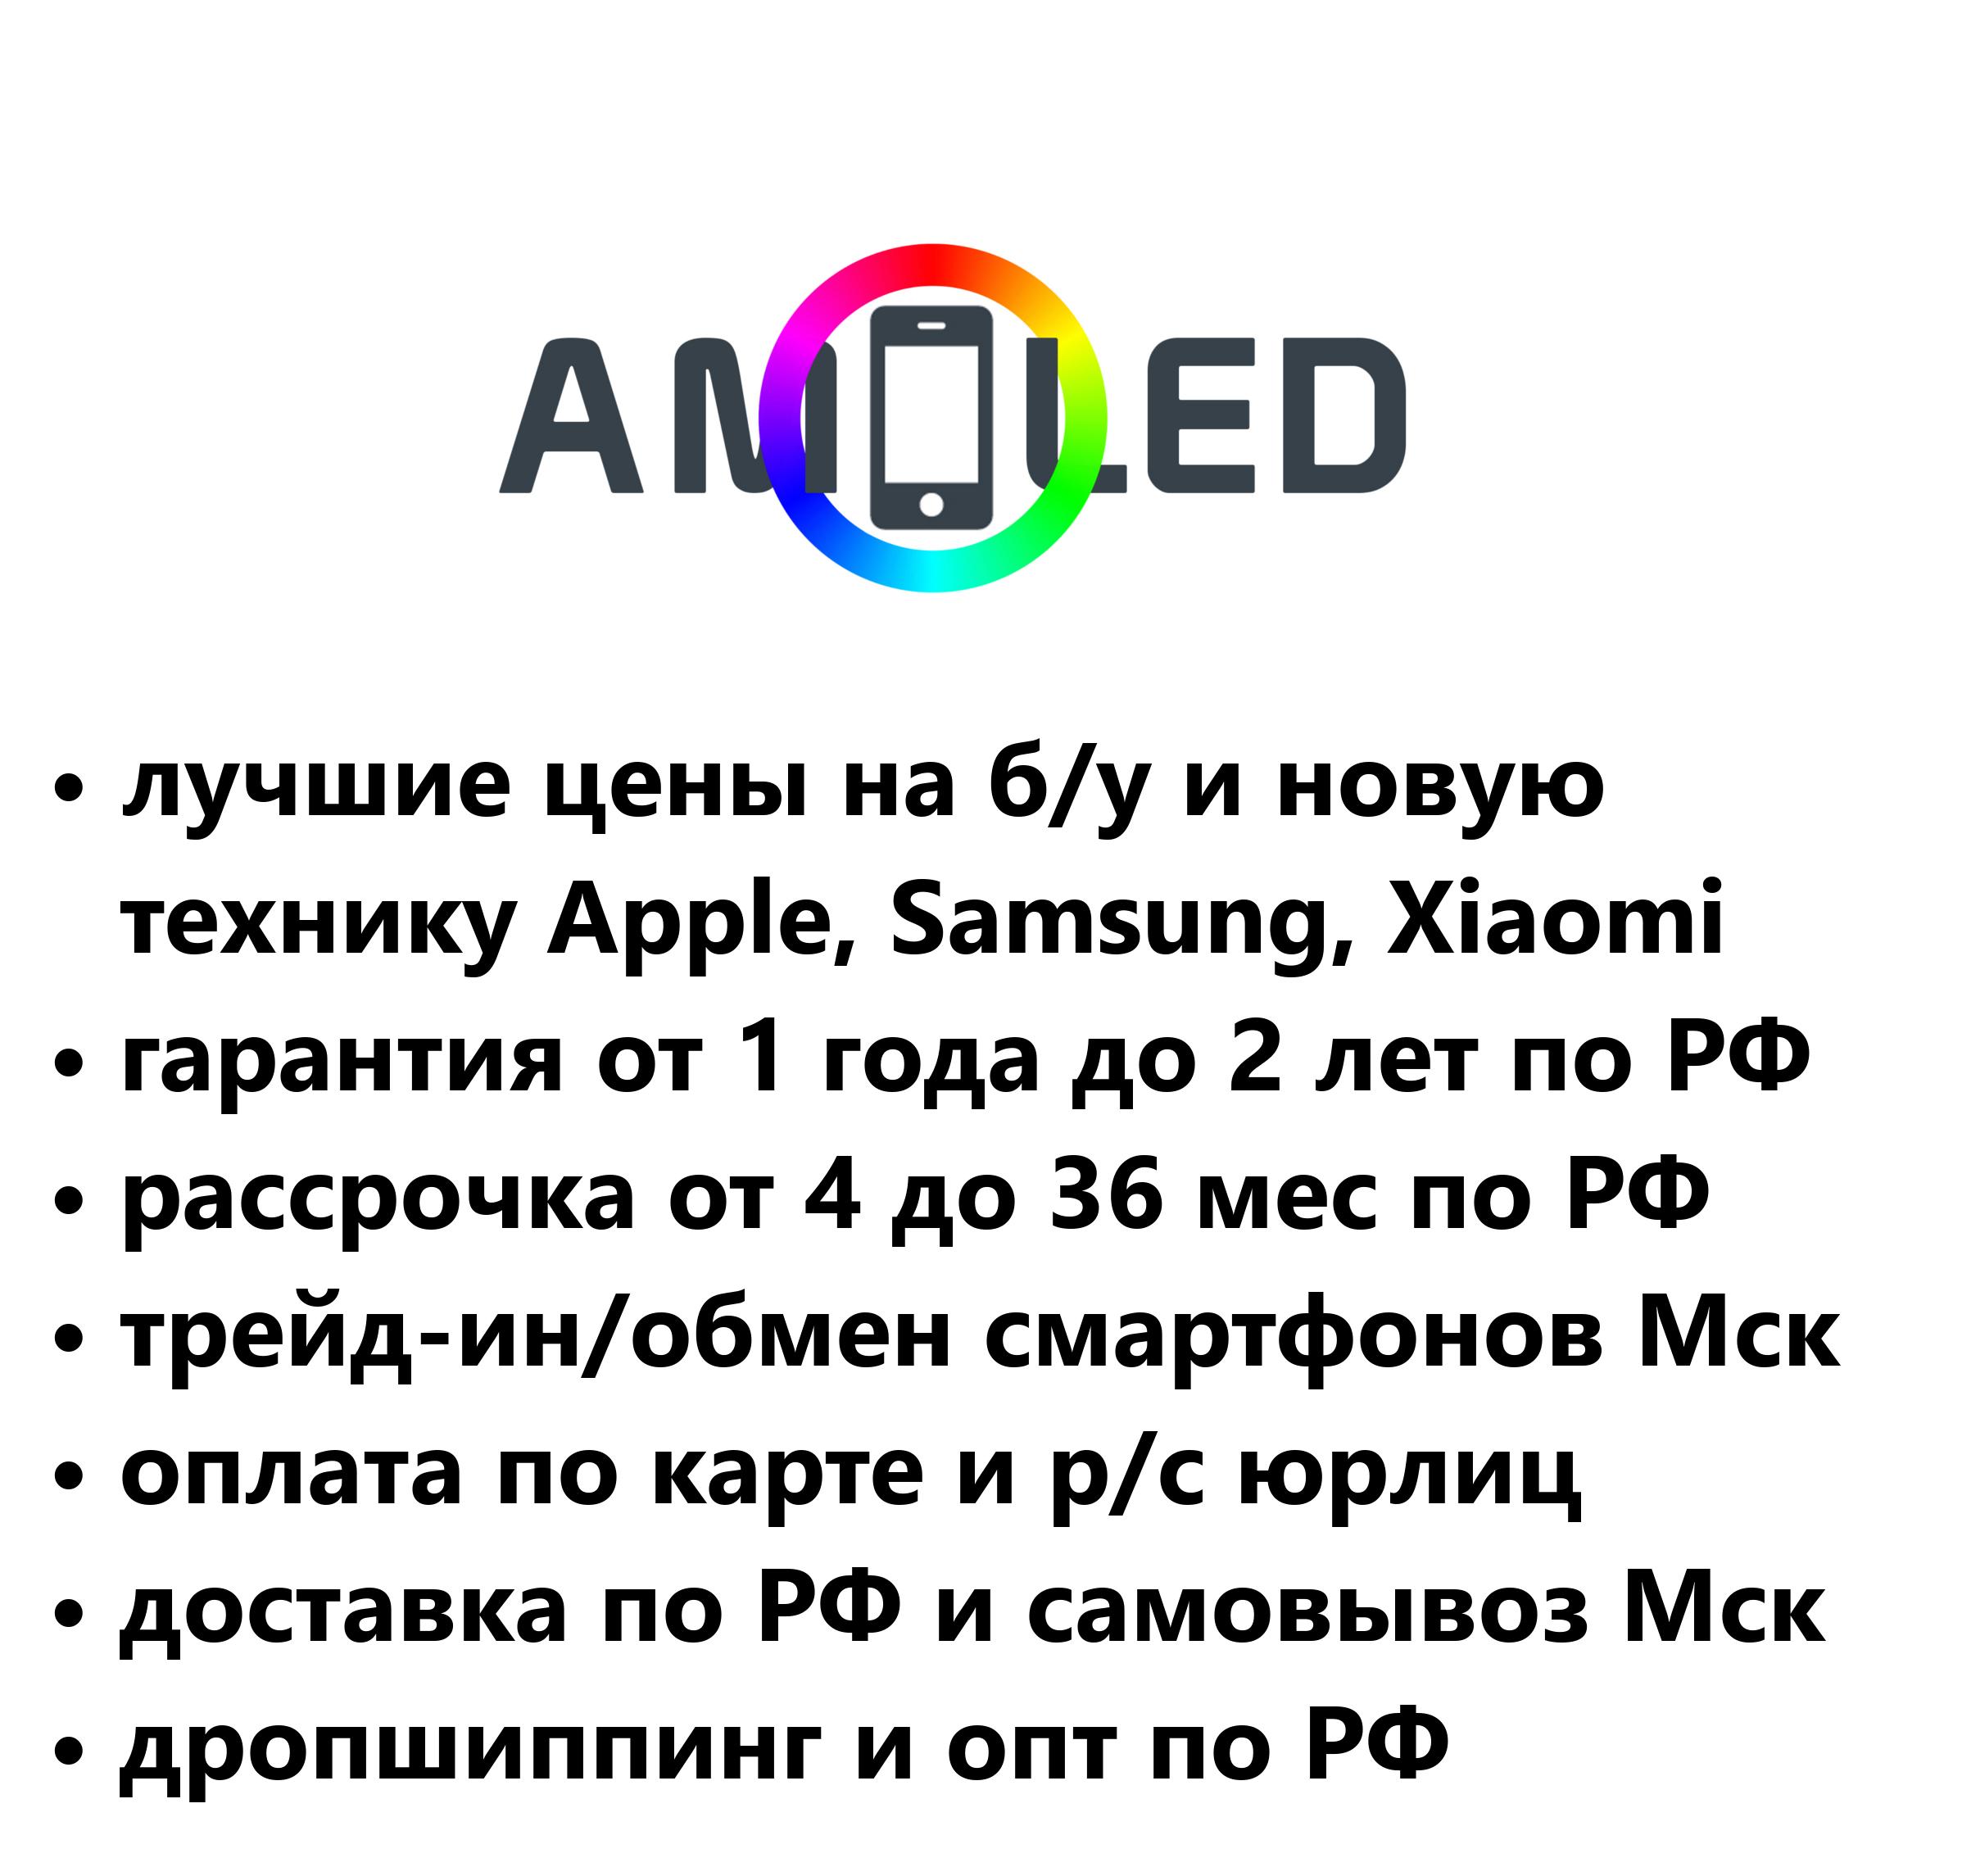 AMOLED
• лучшие цены на б/у и новую
технику Apple, Samsung, Xiaomi
• гарантия от 1 года до 2 лет по РФ
• рассрочка от 4 до 36 мес по РФ
• трейд-ин/обмен смартфонов Мск
• оплата по карте и р/с юрлиц
• доставка по РФ и самовывоз Мск
• дропшиппинг и опт по РФ